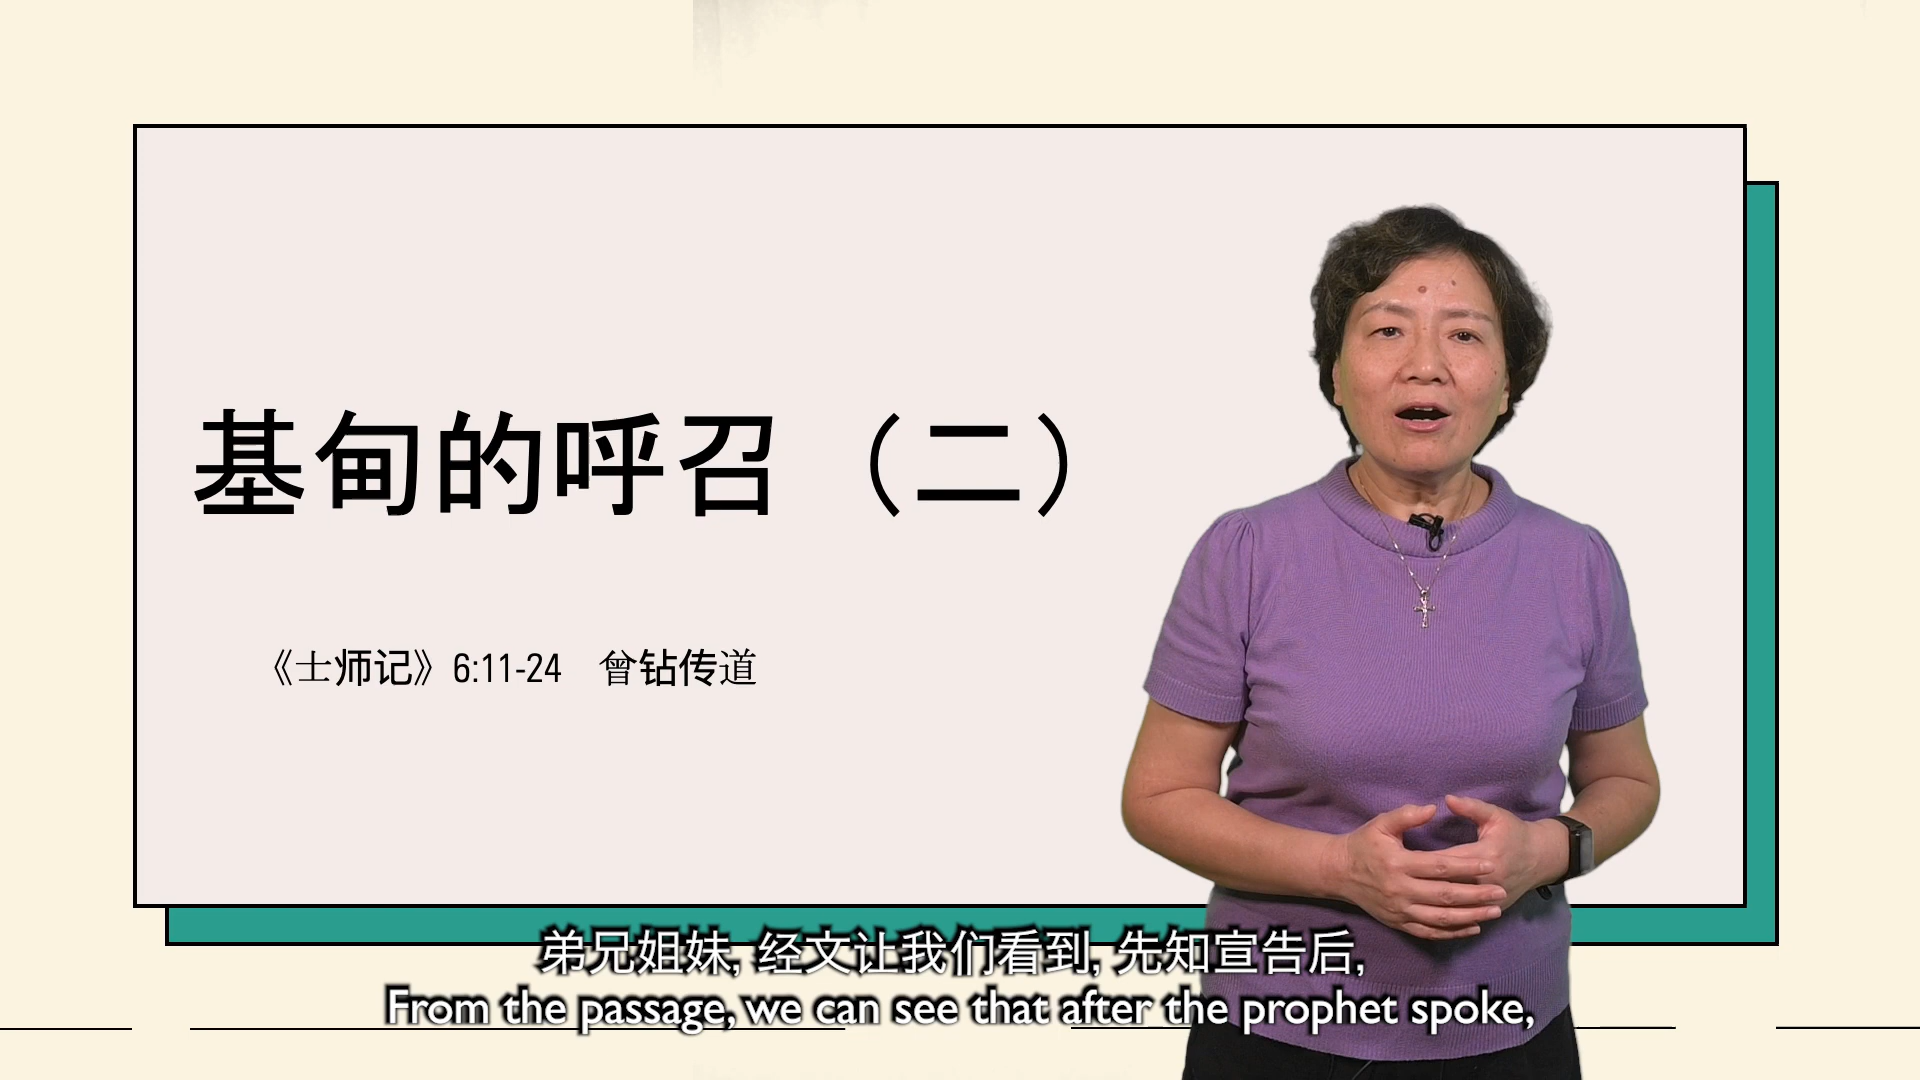 基甸的呼召（二）
《士师记》6:11-24 曾钻传道
弟兄姐妹, 经文让我们看到, 先知宣告后,
From the passage, we can see that after the prophet spoke,